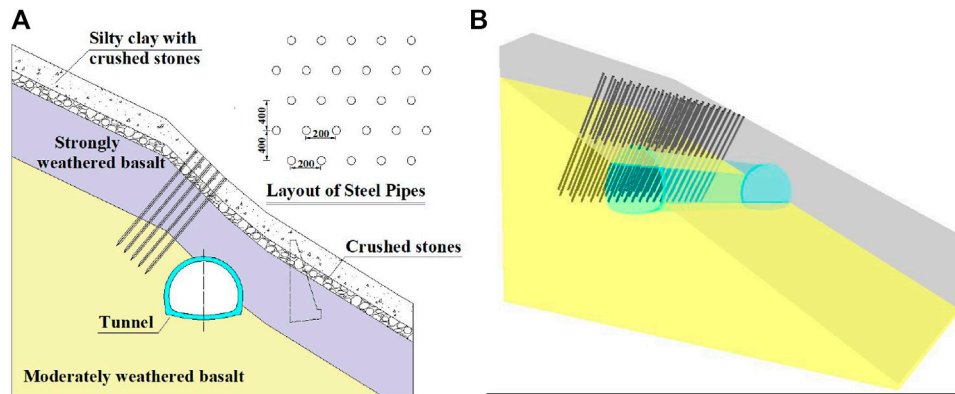 A
B
Silty clay with
crushed stones
400
400
200
200
Strongly
weathered basalt
Layout of Steel Pipes
Crushed stones
Tunnel
Moderately weathered basalt